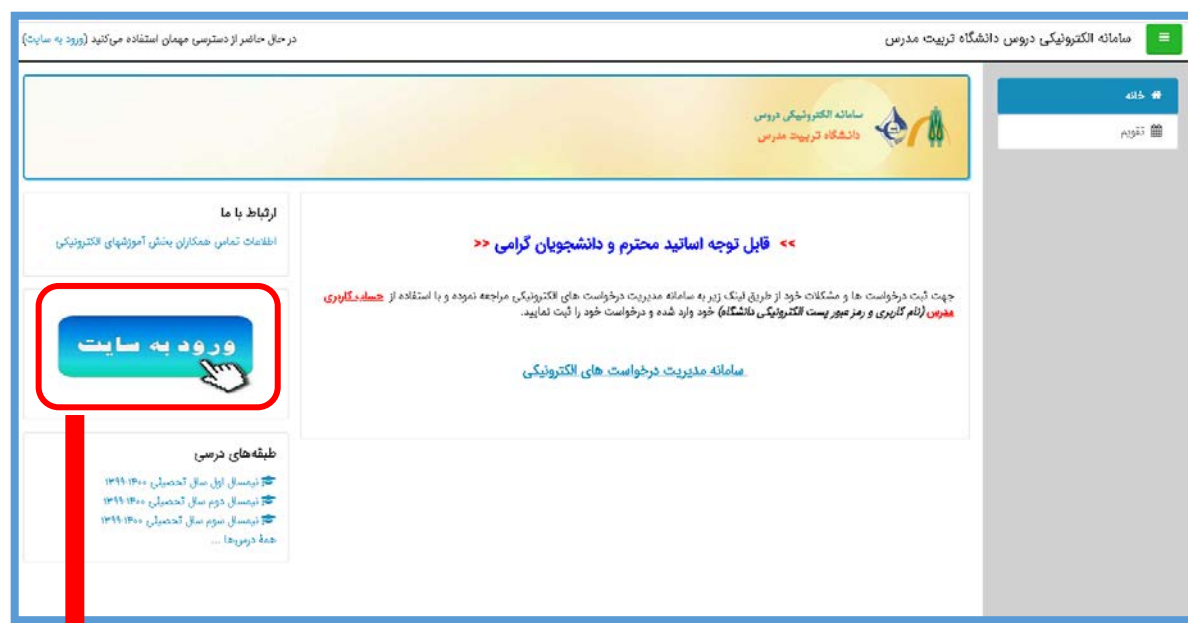 سامانه الکترونیکی دروس دانشگاه تربیت مدرس
در حال حاضر از دسترسی مهمان استفاده می‌کنید (ورود به سایت)
خانه
تقویم
سامانه الکترونیکی دروس
دانشگاه تربیت مدرس
>> قابل توجه اساتید محترم و دانشجویان گرامی <<
جهت ثبت درخواست ها و مشکلات خود از طریق لینک زیر به سامانه مدیریت درخواست های الکترونیکی مراجعه نموده و با استفاده از حساب کاربری
مدرس (نام کاربری و رمز عبور پست الکترونیکی دانشگاه) خود وارد شده و درخواست خود را ثبت نمایید.
سامانه مدیریت درخواست های الکترونیکی
ارتباط با ما
اطلاعات تماس همکاران بخش آموزشهای الکترونیکی
ورود به سایت
طبقه‌های درسی
نیمسال اول سال تحصیلی ۱۴۰۰-۱۳۹۹
نیمسال دوم سال تحصیلی ۱۴۰۰-۱۳۹۹
نیمسال سوم سال تحصیلی ۱۴۰۰-۱۳۹۹
همهٔ درس‌ها ...